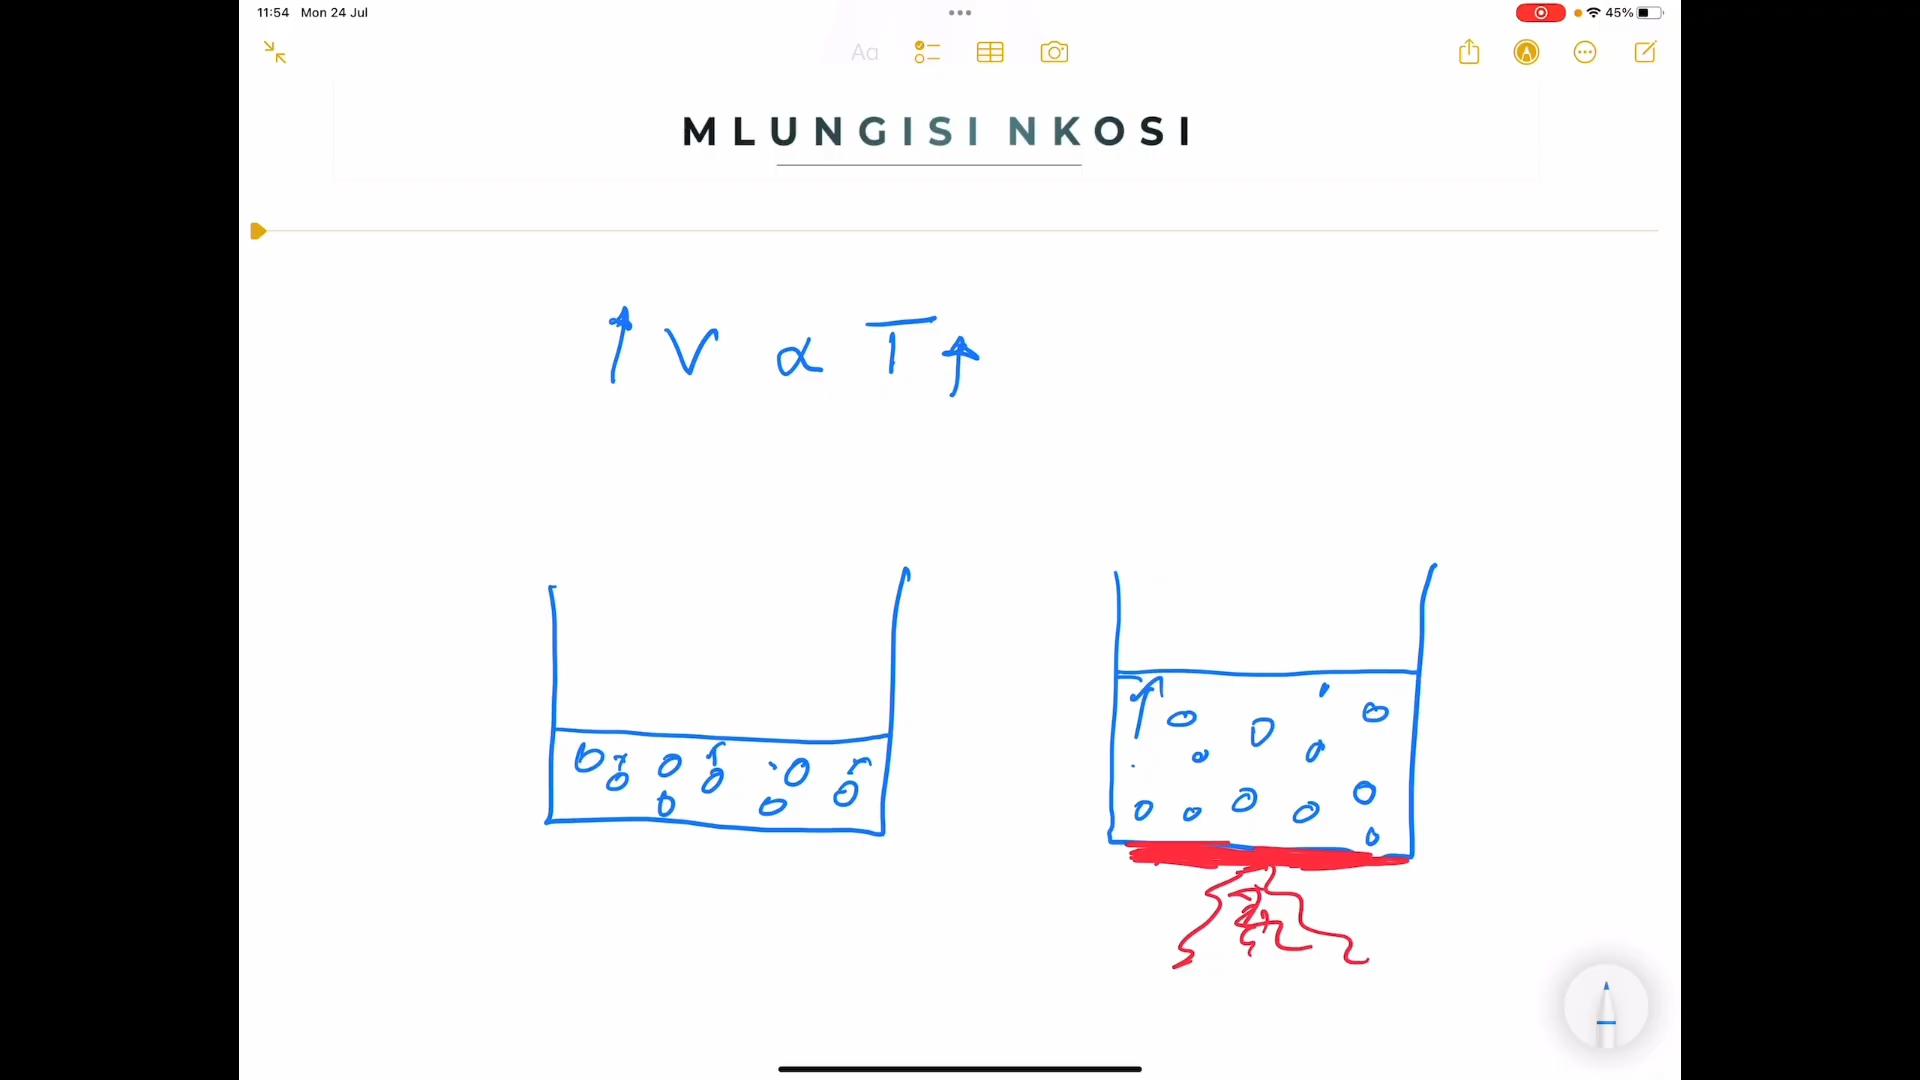 11:54 Mon 24 Jul
45%
Aa
MLUNGISI NKOSI
↑ V ∝ T ↑